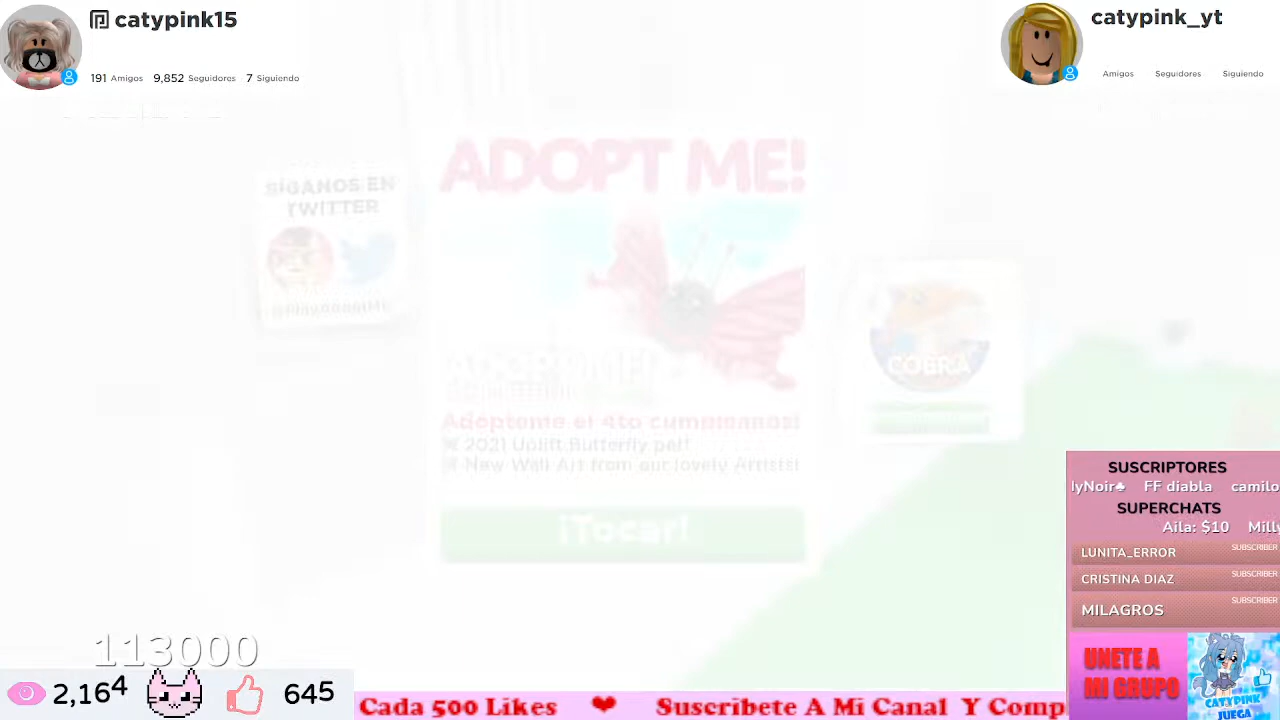 catypink15
191 Amigos 9,852 Seguidores 7 Siguiendo
catypink_yt
Amigos Seguidores Siguiendo
ADOPT ME!
SÍGANOS EN
TWITTER
@PlayAdoptMe
COBRA
Adoptame el 4to cumpleaños!
2021 Uplift Butterfly pet!
New Wall Art from our lovely Artists!
¡Tocar!
SUSCRIPTORES
lyNoir♣ FF diabla camilo
SUPERCHATS
Aila: $10 Milly
LUNITA_ERROR SUBSCRIBER
CRISTINA DIAZ SUBSCRIBER
MILAGROS SUBSCRIBER
UNETE A
MI GRUPO
CATYPINK
JUEGA
113000
2,164
645
Cada 500 Likes ❤ Suscribete A Mi Canal Y Comp